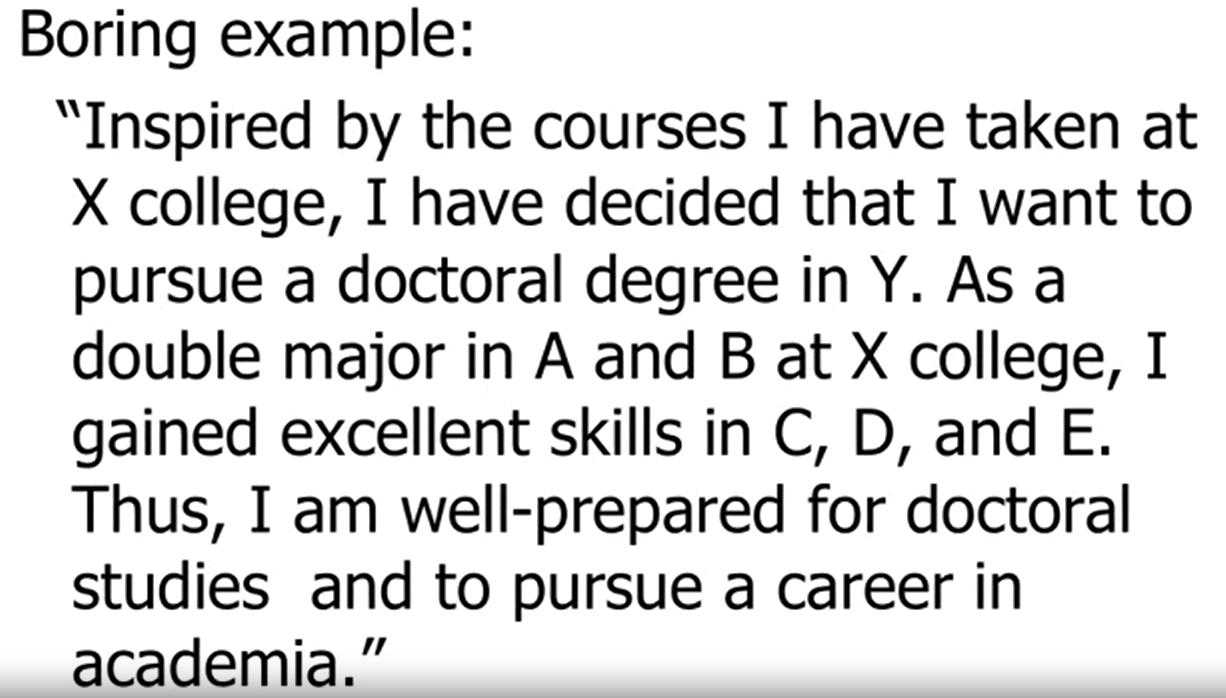 Boring example:
“Inspired by the courses I have taken at
X college, I have decided that I want to
pursue a doctoral degree in Y. As a
double major in A and B at X college, I
gained excellent skills in C, D, and E.
Thus, I am well-prepared for doctoral
studies  and to pursue a career in
academia.”